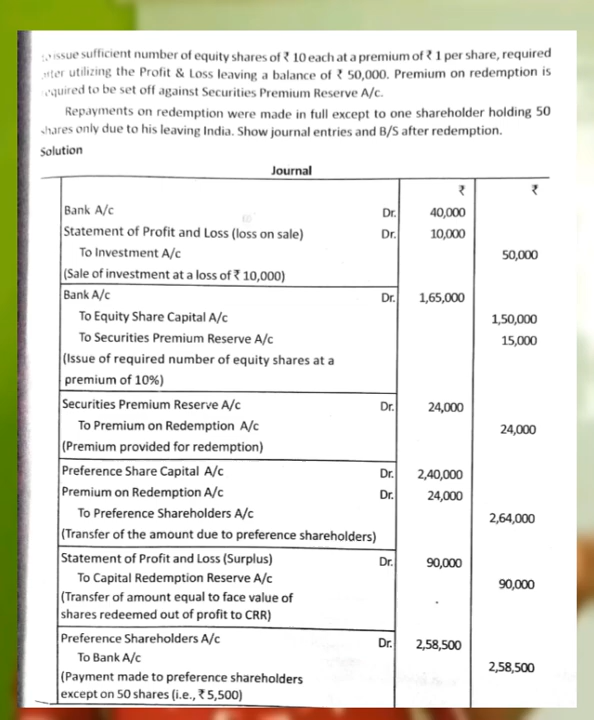 issue sufficient number of equity shares of ₹ 10 each at a premium of ₹ 1 per share, required
utilizing the Profit & Loss leaving a balance of ₹ 50,000. Premium on redemption is
required to be set off against Securities Premium Reserve A/c.
Repayments on redemption were made in full except to one shareholder holding 50
shares only due to his leaving India. Show journal entries and B/S after redemption.
Solution
Journal
₹ ₹
Bank A/c Dr. 40,000
Statement of Profit and Loss (loss on sale) Dr. 10,000
To Investment A/c 50,000
(Sale of investment at a loss of ₹ 10,000)
Bank A/c Dr. 1,65,000
To Equity Share Capital A/c 1,50,000
To Securities Premium Reserve A/c 15,000
(Issue of required number of equity shares at a
premium of 10%)
Securities Premium Reserve A/c Dr. 24,000
To Premium on Redemption A/c 24,000
(Premium provided for redemption)
Preference Share Capital A/c Dr. 2,40,000
Premium on Redemption A/c Dr. 24,000
To Preference Shareholders A/c 2,64,000
(Transfer of the amount due to preference shareholders)
Statement of Profit and Loss (Surplus) Dr. 90,000
To Capital Redemption Reserve A/c 90,000
(Transfer of amount equal to face value of
shares redeemed out of profit to CRR)
Preference Shareholders A/c Dr. 2,58,500
To Bank A/c 2,58,500
(Payment made to preference shareholders
except on 50 shares (i.e., ₹ 5,500)